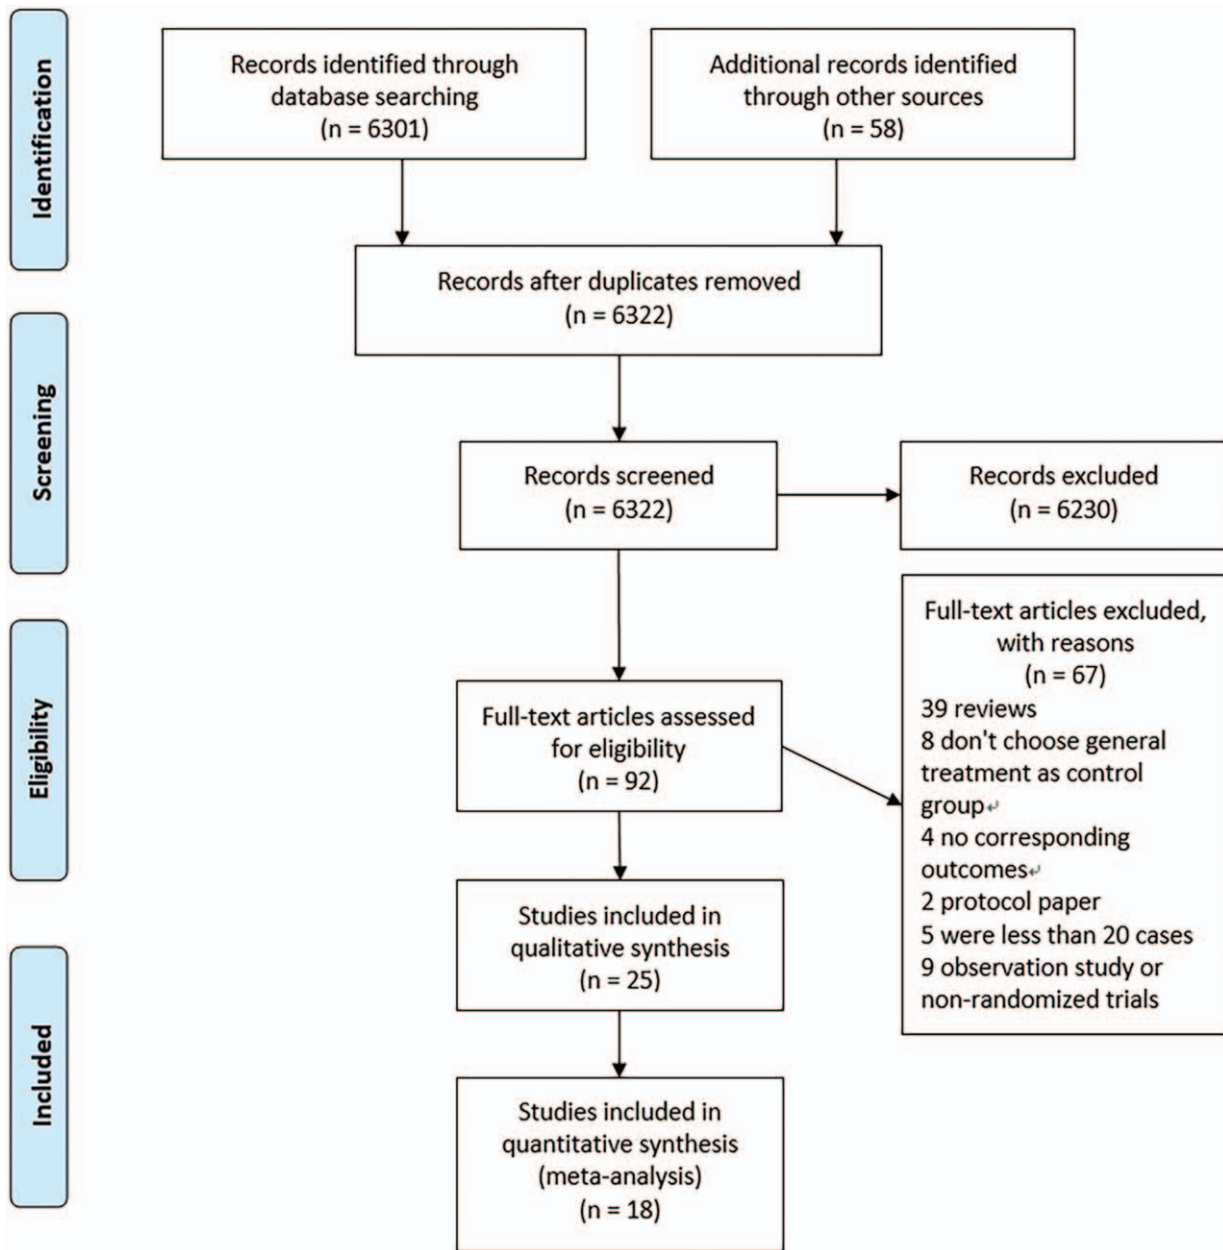 Identification
Records identified through
database searching
(n = 6301)
Additional records identified
through other sources
(n = 58)
Records after duplicates removed
(n = 6322)
Screening
Records screened
(n = 6322)
Records excluded
(n = 6230)
Eligibility
Full-text articles assessed
for eligibility
(n = 92)
Full-text articles excluded,
with reasons
(n = 67)
39 reviews
8 don't choose general
treatment as control
group↵
4 no corresponding
outcomes↵
2 protocol paper
5 were less than 20 cases
9 observation study or
non-randomized trials
Studies included in
qualitative synthesis
(n = 25)
Included
Studies included in
quantitative synthesis
(meta-analysis)
(n = 18)